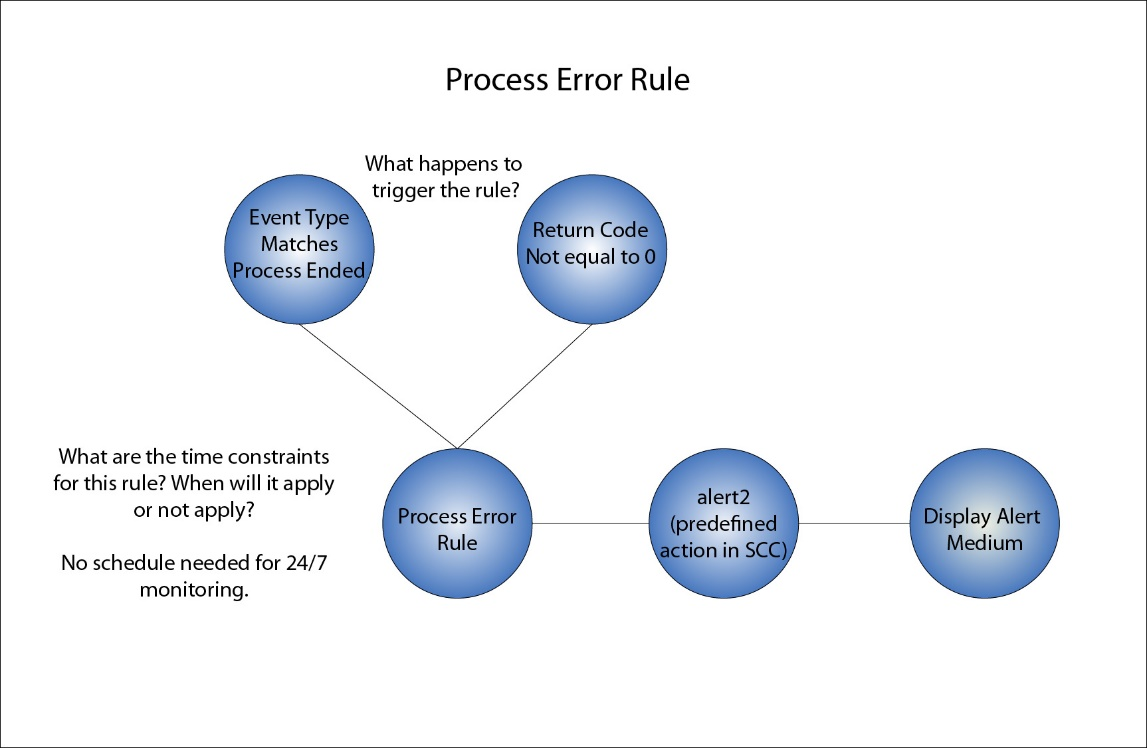 Process Error Rule
What happens to
trigger the rule?
Event Type
Matches
Process Ended
Return Code
Not equal to 0
What are the time constraints
for this rule? When will it apply
or not apply?
No schedule needed for 24/7
monitoring.
Process Error
Rule
alert2
(predefined
action in SCC)
Display Alert
Medium